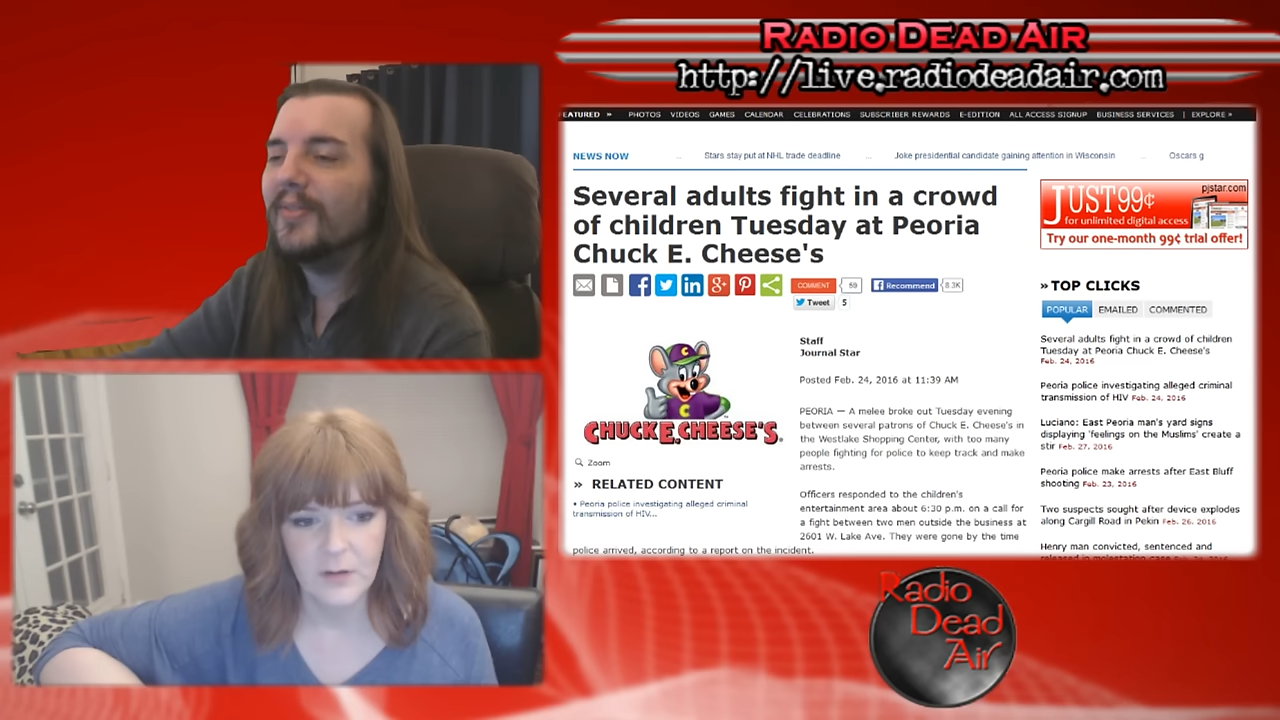 Radio Dead Air
http://live.radiodeadair.com
FEATURED » PHOTOS VIDEOS GAMES CALENDAR CELEBRATIONS SUBSCRIBER REWARDS E-EDITION ALL ACCESS SIGNUP BUSINESS SERVICES | EXPLORE »
NEWS NOW ... Stars stay put at NHL trade deadline ... Joke presidential candidate gaining attention in Wisconsin ... Oscars g
Several adults fight in a crowd
of children Tuesday at Peoria
Chuck E. Cheese's
COMMENT 59 Recommend 8.3K
Tweet 5
CHUCK E. CHEESE'S
Zoom
» RELATED CONTENT
• Peoria police investigating alleged criminal
transmission of HIV...
Staff
Journal Star
Posted Feb. 24, 2016 at 11:39 AM
PEORIA — A melee broke out Tuesday evening
between several patrons of Chuck E. Cheese's in
the Westlake Shopping Center, with too many
people fighting for police to keep track and make
arrests.
Officers responded to the children's
entertainment area about 6:30 p.m. on a call for
a fight between two men outside the business at
2601 W. Lake Ave. They were gone by the time
police arrived, according to a report on the incident.
pjstar.com
JUST 99¢
for unlimited digital access
Try our one-month 99¢ trial offer!
» TOP CLICKS
POPULAR EMAILED COMMENTED
Several adults fight in a crowd of children
Tuesday at Peoria Chuck E. Cheese's
Feb. 24, 2016
Peoria police investigating alleged criminal
transmission of HIV Feb. 24, 2016
Luciano: East Peoria man's yard signs
displaying 'feelings on the Muslims' create a
stir Feb. 27, 2016
Peoria police make arrests after East Bluff
shooting Feb. 23, 2016
Two suspects sought after device explodes
along Cargill Road in Pekin Feb. 26, 2016
Henry man convicted, sentenced and
released in molestation case
Radio
Dead
Air